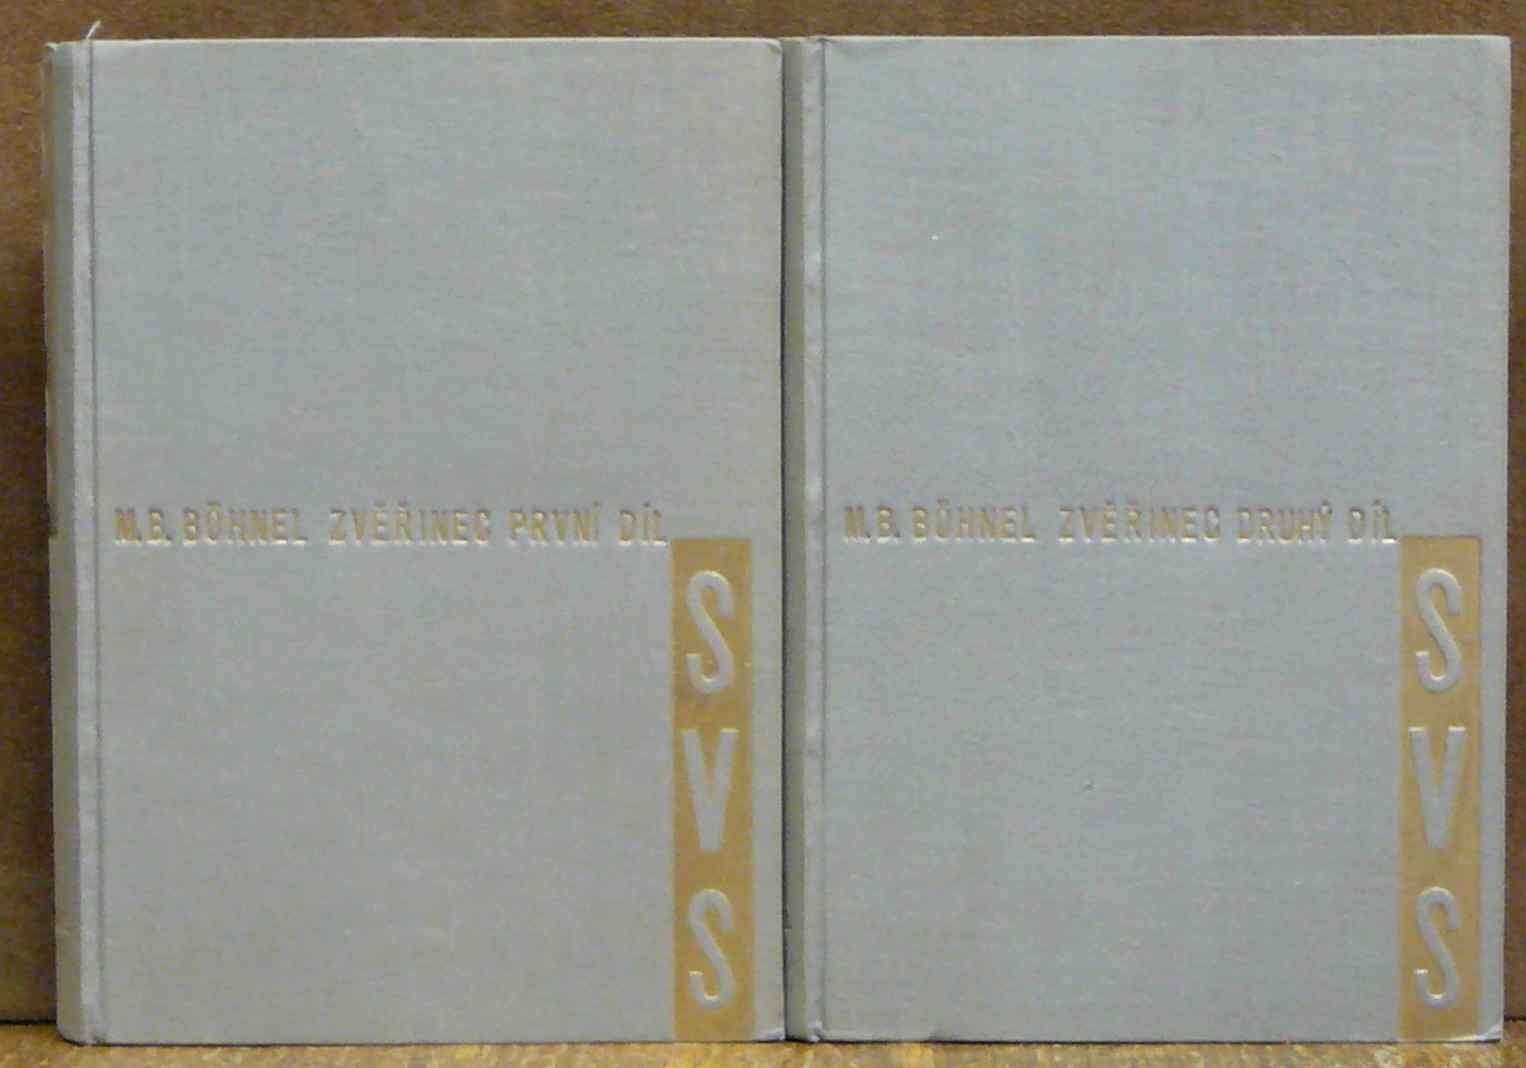 M. B. BÖHNEL ZVĚŘINEC PRVNÍ DÍL
SVS
M. B. BÖHNEL ZVĚŘINEC DRUHÝ DÍL
SVS